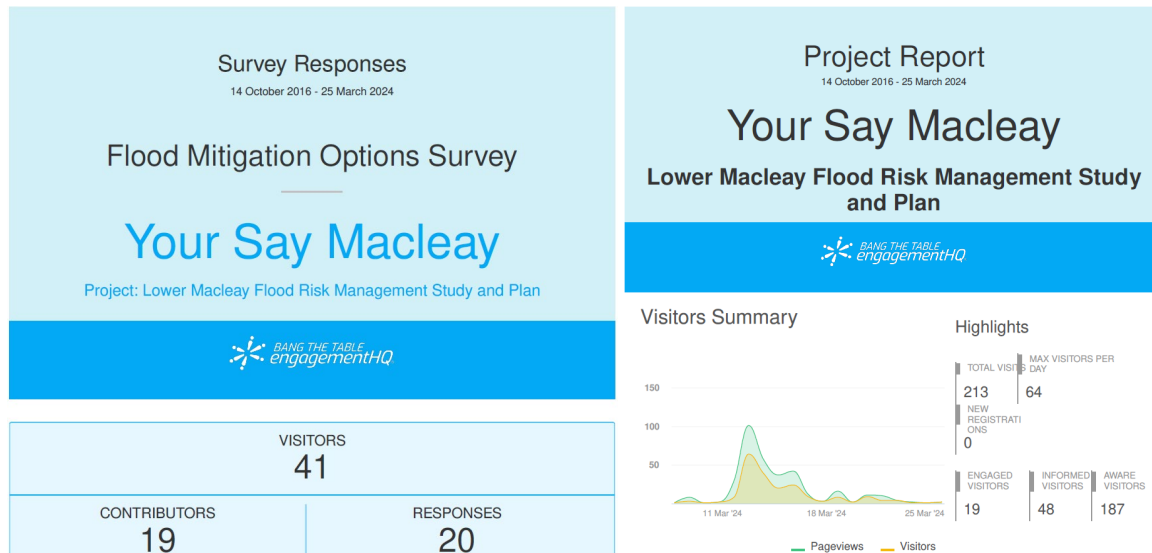 Survey Responses
14 October 2016 - 25 March 2024
Flood Mitigation Options Survey
Your Say Macleay
Project: Lower Macleay Flood Risk Management Study and Plan
BANG THE TABLE
engagementHQ
VISITORS
41
CONTRIBUTORS
19
RESPONSES
20
Project Report
14 October 2016 - 25 March 2024
Your Say Macleay
Lower Macleay Flood Risk Management Study
and Plan
BANG THE TABLE
engagementHQ
Visitors Summary
150
100
50
11 Mar '24
18 Mar '24
25 Mar '24
Pageviews
Visitors
Highlights
TOTAL VISITS
213
MAX VISITORS PER
DAY
64
NEW
REGISTRATI
ONS
0
ENGAGED
VISITORS
19
INFORMED
VISITORS
48
AWARE
VISITORS
187